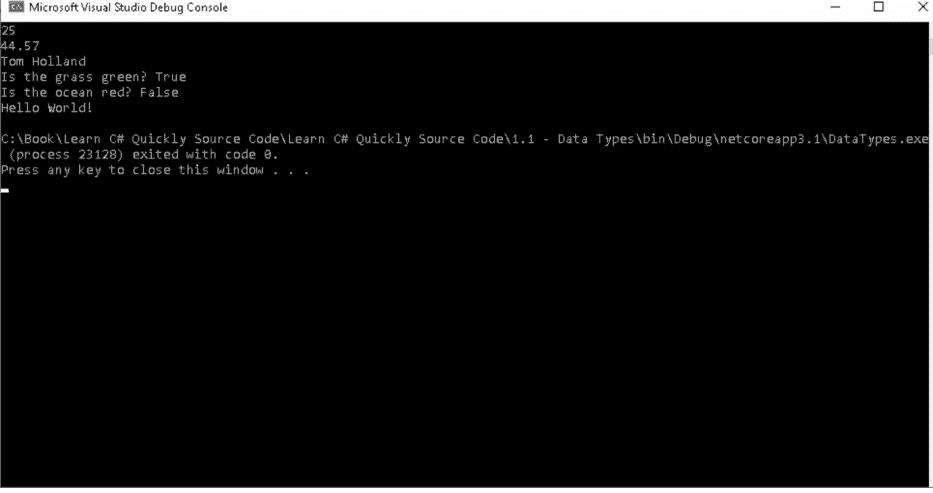 Microsoft Visual Studio Debug Console
25
44.57
Tom Holland
Is the grass green? True
Is the ocean red? False
Hello World!
C:\Book\Learn C# Quickly Source Code\Learn C# Quickly Source Code\1.1 - Data Types\bin\Debug\netcoreapp3.1\DataTypes.exe
(process 23128) exited with code 0.
Press any key to close this window . . .